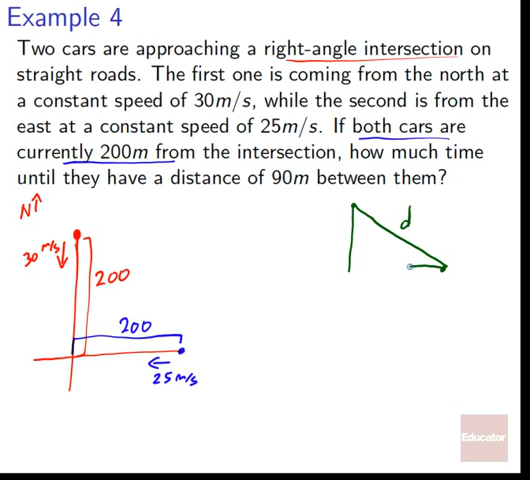 Example 4
Two cars are approaching a right-angle intersection on
straight roads. The first one is coming from the north at
a constant speed of 30m/s, while the second is from the
east at a constant speed of 25m/s. If both cars are
currently 200m from the intersection, how much time
until they have a distance of 90m between them?
N↑
d
30 m/s
200
200
25 m/s
Educator